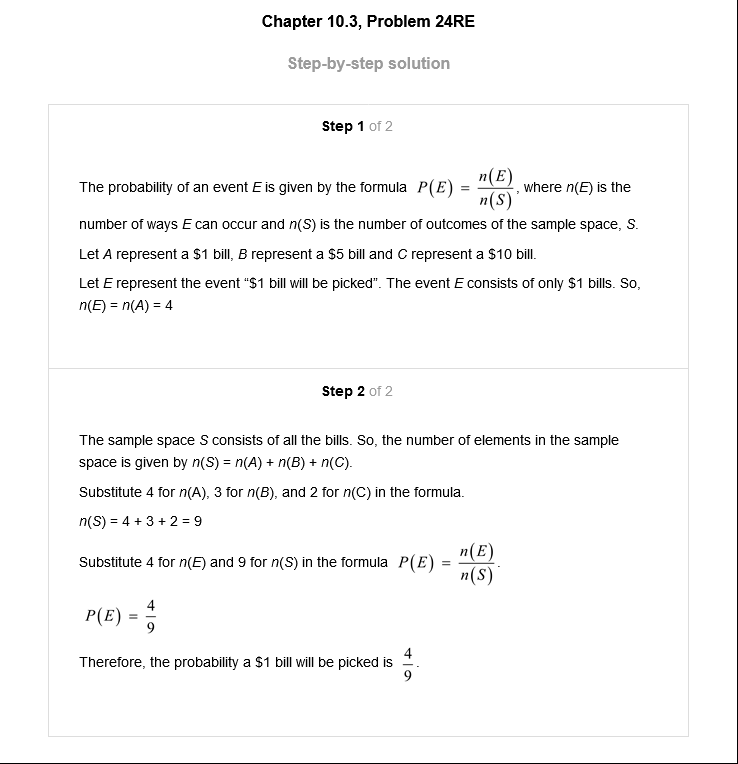 Chapter 10.3, Problem 24RE
Step-by-step solution
Step 1 of 2
The probability of an event E is given by the formula P(E) = n(E)/n(S), where n(E) is the
number of ways E can occur and n(S) is the number of outcomes of the sample space, S.
Let A represent a $1 bill, B represent a $5 bill and C represent a $10 bill.
Let E represent the event “$1 bill will be picked”. The event E consists of only $1 bills. So,
n(E) = n(A) = 4
Step 2 of 2
The sample space S consists of all the bills. So, the number of elements in the sample
space is given by n(S) = n(A) + n(B) + n(C).
Substitute 4 for n(A), 3 for n(B), and 2 for n(C) in the formula.
n(S) = 4 + 3 + 2 = 9
Substitute 4 for n(E) and 9 for n(S) in the formula P(E) = n(E)/n(S).
P(E) = 4/9
Therefore, the probability a $1 bill will be picked is 4/9.